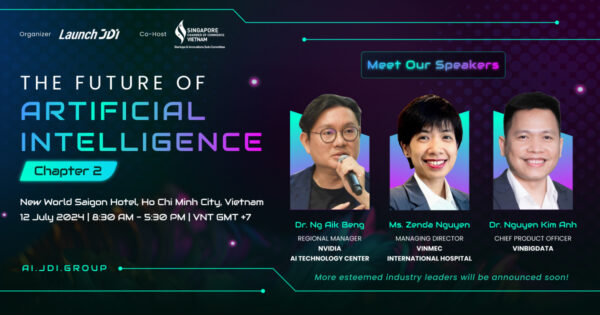 Organizer Launch JDI Co-Host SINGAPORE
CHAMBER OF COMMERCE
VIETNAM
Startups & Innovations Sub-Committee
THE FUTURE OF
ARTIFICIAL
INTELLIGENCE
Chapter 2
New World Saigon Hotel, Ho Chi Minh City, Vietnam
12 July 2024 | 8:30 AM - 5:30 PM | VNT GMT +7
AI.JDI.GROUP
Meet Our Speakers
Dr. Ng Aik Beng
REGIONAL MANAGER
NVIDIA
AI TECHNOLOGY CENTER
Ms. Zenda Nguyen
MANAGING DIRECTOR
VINMEC
INTERNATIONAL HOSPITAL
Dr. Nguyen Kim Anh
CHIEF PRODUCT OFFICER
VINBIGDATA
More esteemed industry leaders will be announced soon!